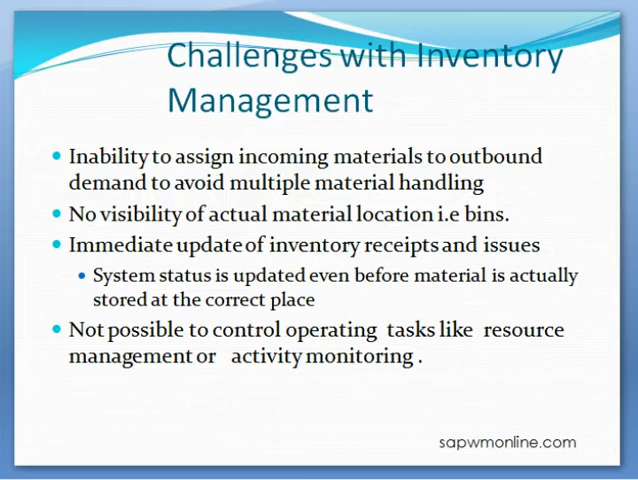 Challenges with Inventory
Management
• Inability to assign incoming materials to outbound
demand to avoid multiple material handling
• No visibility of actual material location i.e bins.
• Immediate update of inventory receipts and issues
• System status is updated even before material is actually
stored at the correct place
• Not possible to control operating tasks like resource
management or activity monitoring .
sapwmonline.com